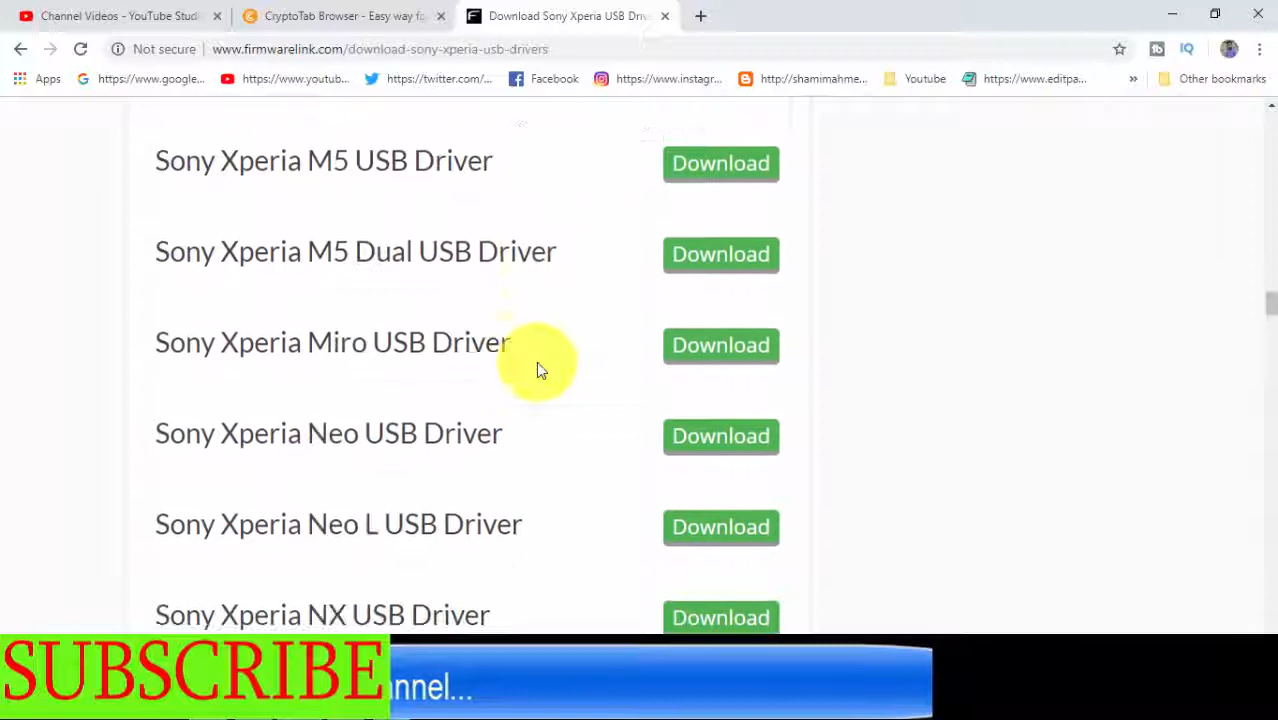 Channel Videos - YouTube Studi
CryptoTab Browser - Easy way fo
Download Sony Xperia USB Driv
Not secure
www.firmwarelink.com/download-sony-xperia-usb-drivers
Apps
https://www.google...
https://www.youtub...
https://twitter.com/...
Facebook
https://www.instagr...
http://shamimahme...
Youtube
https://www.editpa...
Other bookmarks
Sony Xperia M5 USB Driver Download
Sony Xperia M5 Dual USB Driver Download
Sony Xperia Miro USB Driver Download
Sony Xperia Neo USB Driver Download
Sony Xperia Neo L USB Driver Download
Sony Xperia NX USB Driver Download
SUBSCRIBE
annel...